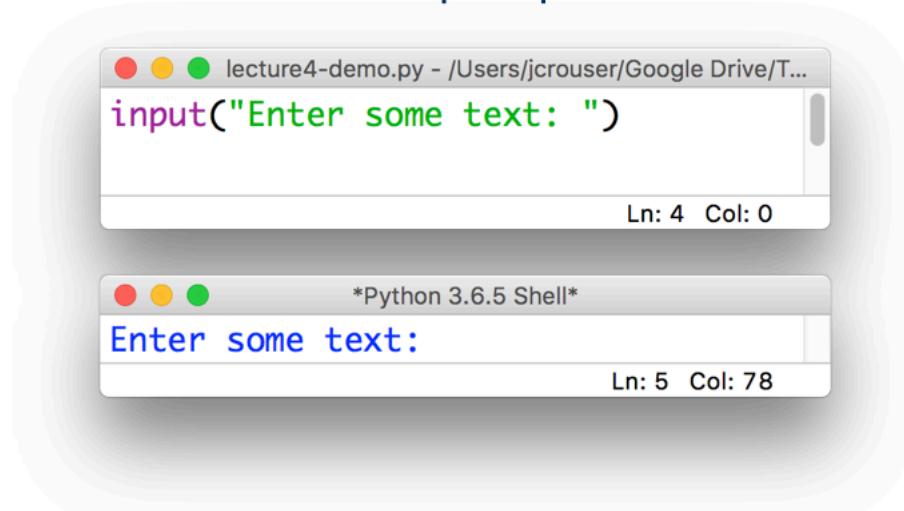 lecture4-demo.py - /Users/jcrouser/Google Drive/T...
input("Enter some text: ")
Ln: 4 Col: 0
*Python 3.6.5 Shell*
Enter some text:
Ln: 5 Col: 78